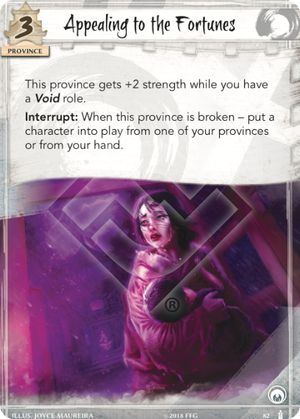 3
Appealing to the Fortunes
PROVINCE
This province gets +2 strength while you have
a Void role.
Interrupt: When this province is broken – put a
character into play from one of your provinces
or from your hand.
®
ILLUS. JOYCE MAUREIRA
©2018 FFG
82